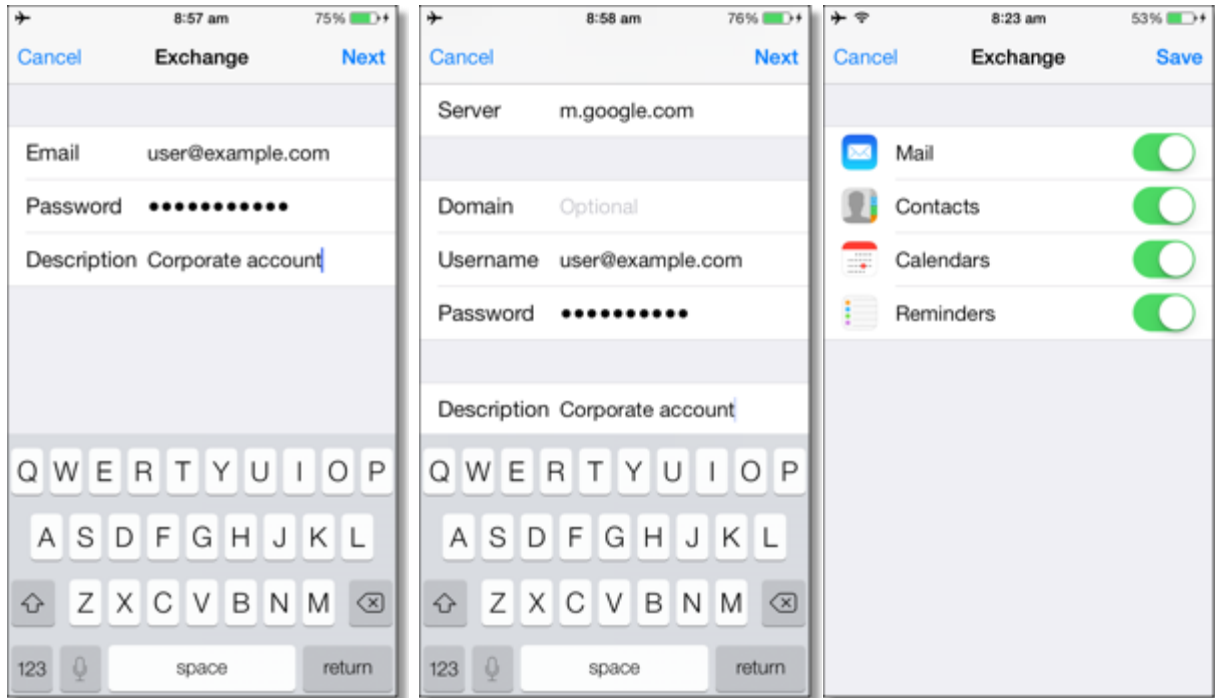 8:57 am 75%
Cancel Exchange Next
Email user@example.com
Password •••••••••••
Description Corporate account
Q W E R T Y U I O P
A S D F G H J K L
Z X C V B N M
123 space return
8:58 am 76%
Cancel Next
Server m.google.com
Domain Optional
Username user@example.com
Password ••••••••••
Description Corporate account
Q W E R T Y U I O P
A S D F G H J K L
Z X C V B N M
123 space return
8:23 am 53%
Cancel Exchange Save
Mail
Contacts
Calendars
Reminders